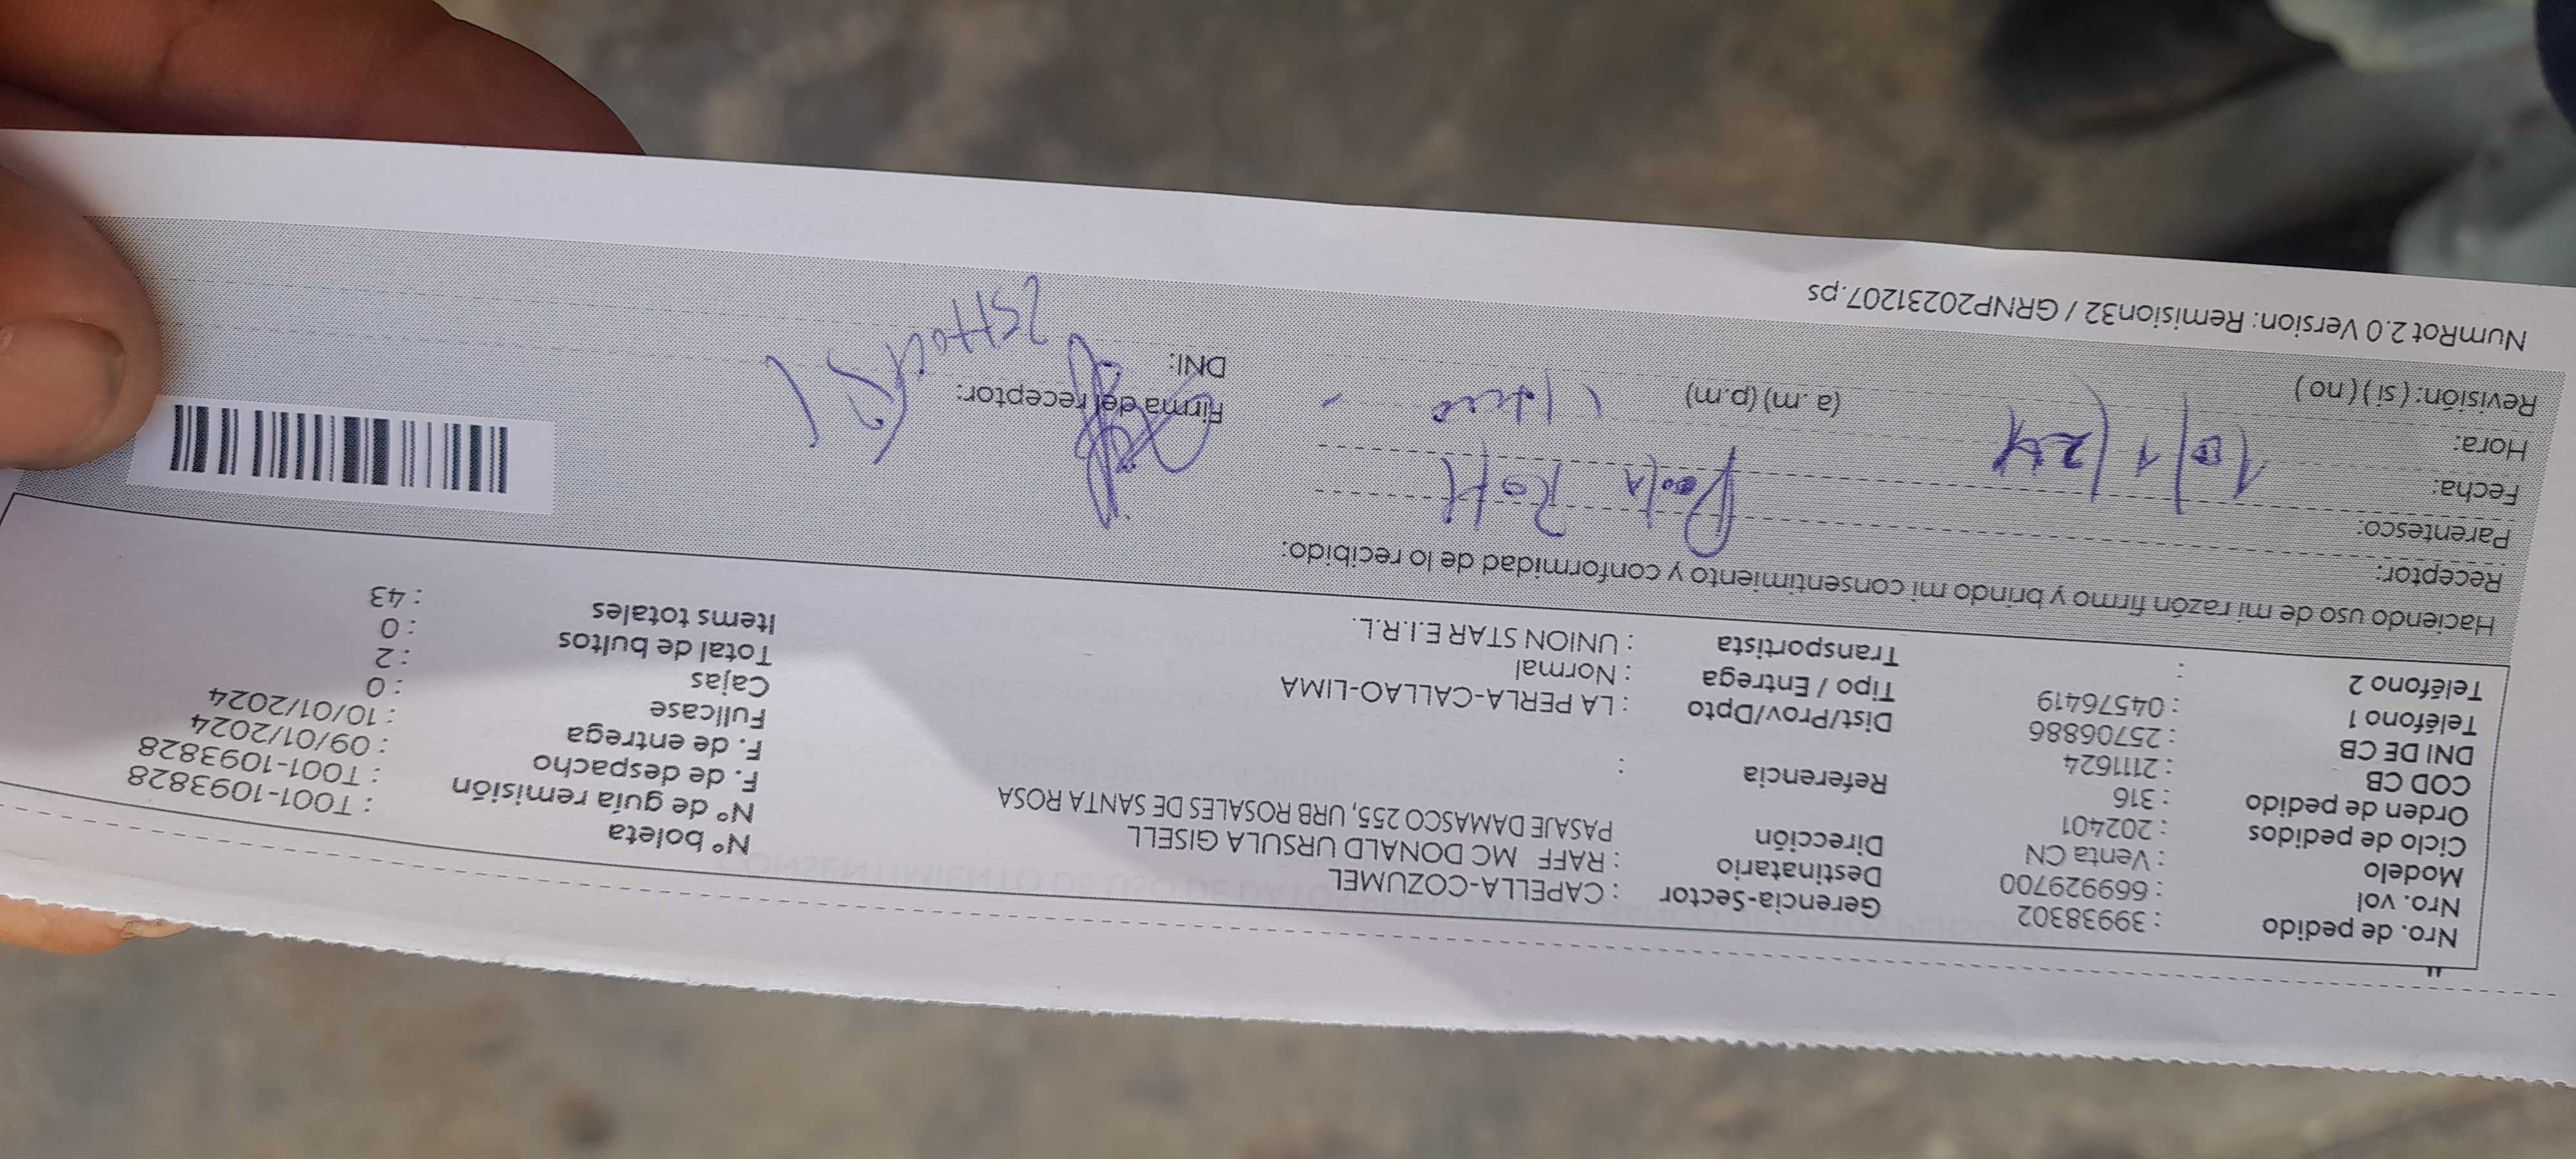 Nro. de pedido : 39938302 Gerencia-Sector : CAPELLA-COZUMEL Nº boleta : T001-1093828
Nro. vol : 669929700 Destinatario : RAFF MC DONALD URSULA GISELL Nº de guía remisión : T001-1093828
Modelo : Venta CN Dirección PASAJE DAMASCO 255, URB ROSALES DE SANTA ROSA F. de despacho : 09/01/2024
Ciclo de pedidos : 202401 Referencia : F. de entrega : 10/01/2024
Orden de pedido : 316 Dist/Prov/Dpto : LA PERLA-CALLAO-LIMA Fullcase : 0
COD CB : 2111624 Tipo / Entrega : Normal Cajas : 2
DNI DE CB : 25706886 Transportista : UNION STAR E.I.R.L. Total de bultos : 0
Teléfono 1 : 04576419 Items totales : 43
Teléfono 2 :
Haciendo uso de mi razón firmo y brindo mi consentimiento y conformidad de lo recibido:
Receptor:
Parentesco:
Fecha: 10/1/24
Hora: (a.m) (p.m) Firma del receptor:
Revisión: ( si ) ( no ) DNI:
NumRot 2.0 Version: Remision32 / GRNP20231207.ps